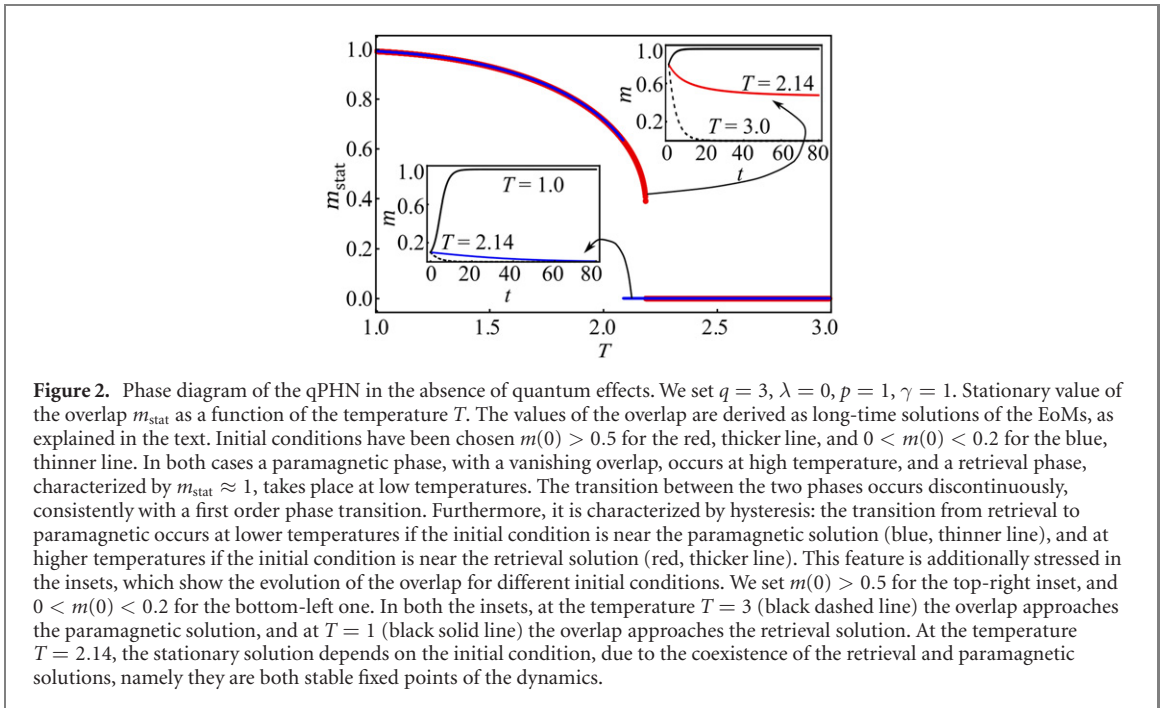 1.0
0.8
0.6
0.4
0.2
0.0
m_stat
1.0
1.5
2.0
2.5
3.0
T
1.0
0.6
0.2
m
T = 2.14
T = 3.0
0 20 40 60 80
t
1.0
0.6
0.2
m
T = 1.0
T = 2.14
0 20 40 60 80
t
Figure 2. Phase diagram of the qPHN in the absence of quantum effects. We set q = 3, λ = 0, p = 1, γ = 1. Stationary value of
the overlap m_stat as a function of the temperature T. The values of the overlap are derived as long-time solutions of the EoMs, as
explained in the text. Initial conditions have been chosen m(0) > 0.5 for the red, thicker line, and 0 < m(0) < 0.2 for the blue,
thinner line. In both cases a paramagnetic phase, with a vanishing overlap, occurs at high temperature, and a retrieval phase,
characterized by m_stat ≈ 1, takes place at low temperatures. The transition between the two phases occurs discontinuously,
consistently with a first order phase transition. Furthermore, it is characterized by hysteresis: the transition from retrieval to
paramagnetic occurs at lower temperatures if the initial condition is near the paramagnetic solution (blue, thinner line), and at
higher temperatures if the initial condition is near the retrieval solution (red, thicker line). This feature is additionally stressed in
the insets, which show the evolution of the overlap for different initial conditions. We set m(0) > 0.5 for the top-right inset, and
0 < m(0) < 0.2 for the bottom-left one. In both the insets, at the temperature T = 3 (black dashed line) the overlap approaches
the paramagnetic solution, and at T = 1 (black solid line) the overlap approaches the retrieval solution. At the temperature
T = 2.14, the stationary solution depends on the initial condition, due to the coexistence of the retrieval and paramagnetic
solutions, namely they are both stable fixed points of the dynamics.